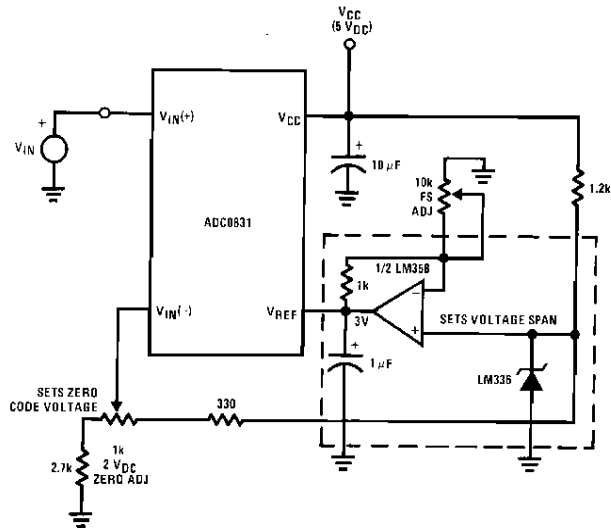 VCC
(5 VDC)
VIN(+)
VCC
+
VIN
+
10 µF
10k
FS
ADJ
1.2k
ADC0831
1/2 LM358
1k
−
VIN(-)
VREF
3V
+
SETS VOLTAGE SPAN
+
1 µF
LM336
SETS ZERO
CODE VOLTAGE
330
1k
2 VDC
ZERO ADJ
2.7k